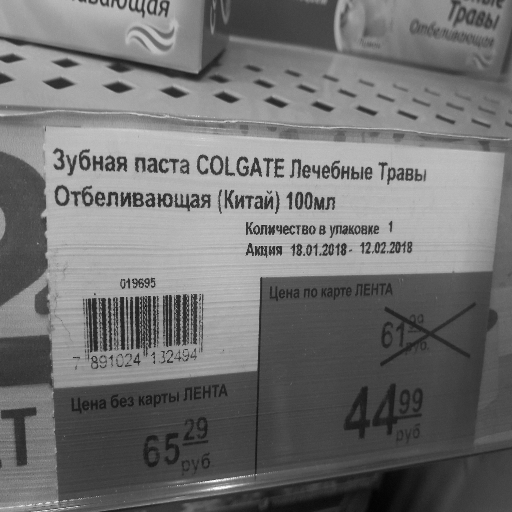 Травы
Отбеливающая
Зубная паста COLGATE Лечебные Травы
Отбеливающая (Китай) 100мл
Количество в упаковке 1
Акция 18.01.2018 - 12.02.2018
019695
7 891024 132494
Цена по карте ЛЕНТА
61
руб.
44 99
руб
Цена без карты ЛЕНТА
65 29
руб